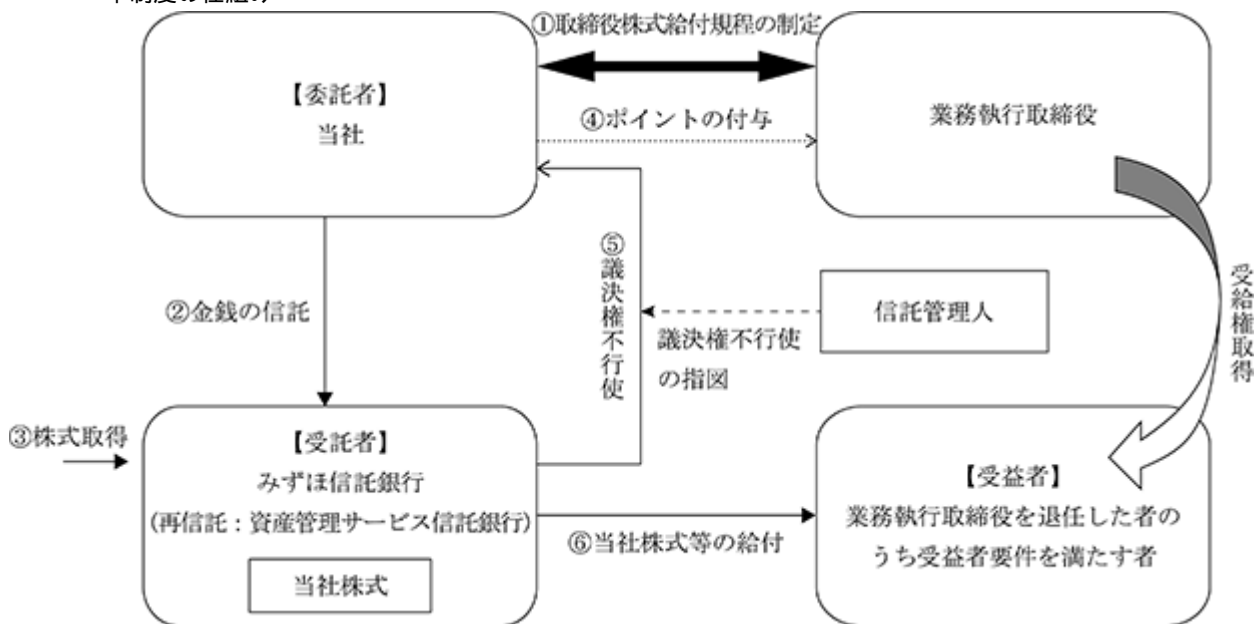 本制度の仕組み
①取締役株式給付規程の制定
【委託者】
当社
④ポイントの付与
業務執行取締役
②金銭の信託
⑤議決権不行使
議決権不行使
の指図
信託管理人
受給権取得
③株式取得
【受託者】
みずほ信託銀行
(再信託：資産管理サービス信託銀行)
当社株式
⑥当社株式等の給付
【受益者】
業務執行取締役を退任した者の
うち受益者要件を満たす者